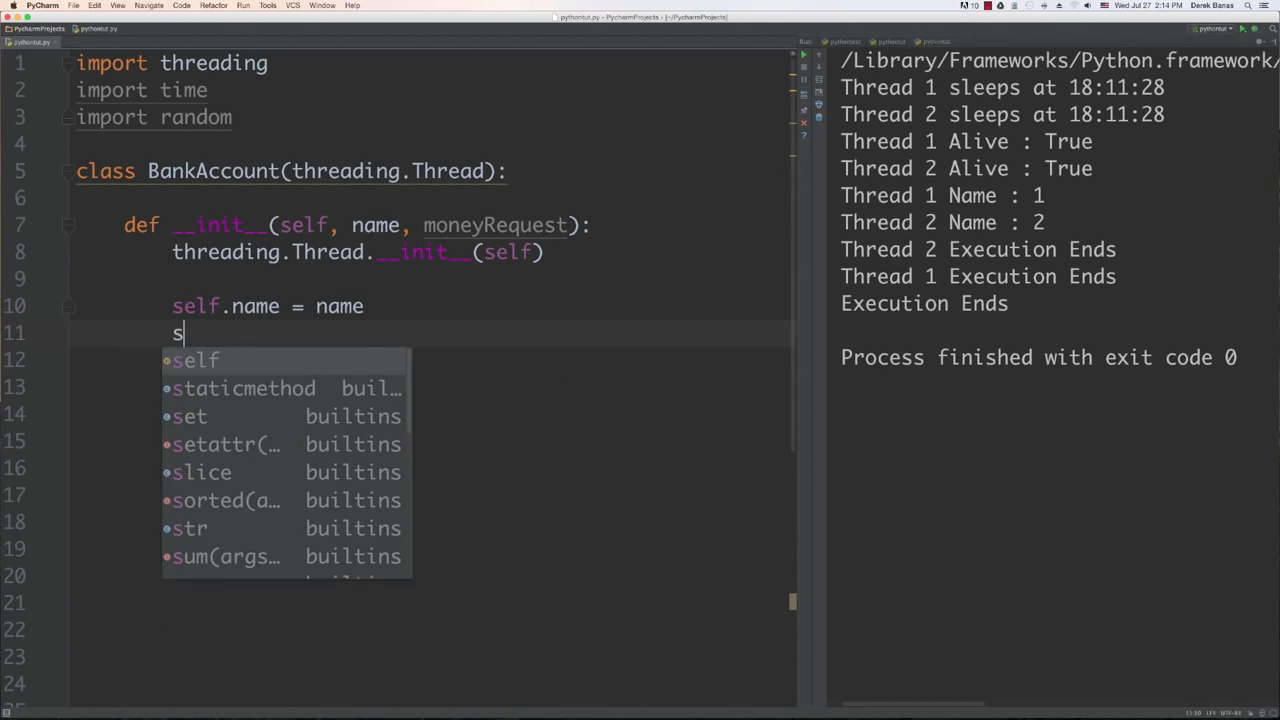 PyCharm File Edit View Navigate Code Refactor Run Tools VCS Window Help
10
Wed Jul 27 2:14 PM Derek Banas
pythontut.py - PycharmProjects - [~/PycharmProjects]
PycharmProjects pythontut.py
pythontut
pythontut.py
Run: pythontest pythontut pythontut
1 import threading
2 import time
3 import random
4
5 class BankAccount(threading.Thread):
6
7 def __init__(self, name, moneyRequest):
8 threading.Thread.__init__(self)
9
10 self.name = name
11 s
12
13
14
15
16
17
18
19
20
21
22
23
24
25
self
staticmethod buil…
set builtins
setattr(… builtins
slice builtins
sorted(a… builtins
str builtins
sum(args… builtins
/Library/Frameworks/Python.framework/
Thread 1 sleeps at 18:11:28
Thread 2 sleeps at 18:11:28
Thread 1 Alive : True
Thread 2 Alive : True
Thread 1 Name : 1
Thread 2 Name : 2
Thread 2 Execution Ends
Thread 1 Execution Ends
Execution Ends
Process finished with exit code 0
11:10 LF‡ UTF-8‡